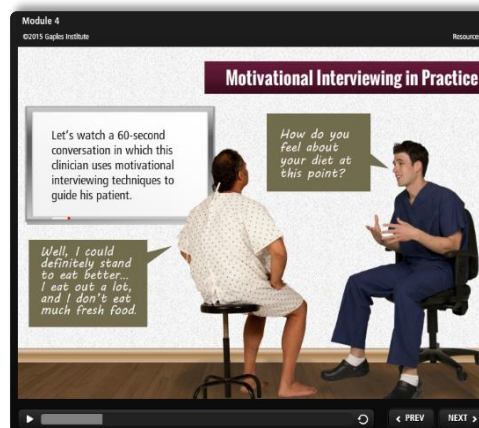 Module 4
©2015 Gaples Institute
Resources
Motivational Interviewing in Practice
Let's watch a 60-second
conversation in which this
clinician uses motivational
interviewing techniques to
guide his patient.
How do you
feel about
your diet at
this point?
Well, I could
definitely stand
to eat better...
I eat out a lot,
and I don't eat
much fresh food.
< PREV
NEXT >